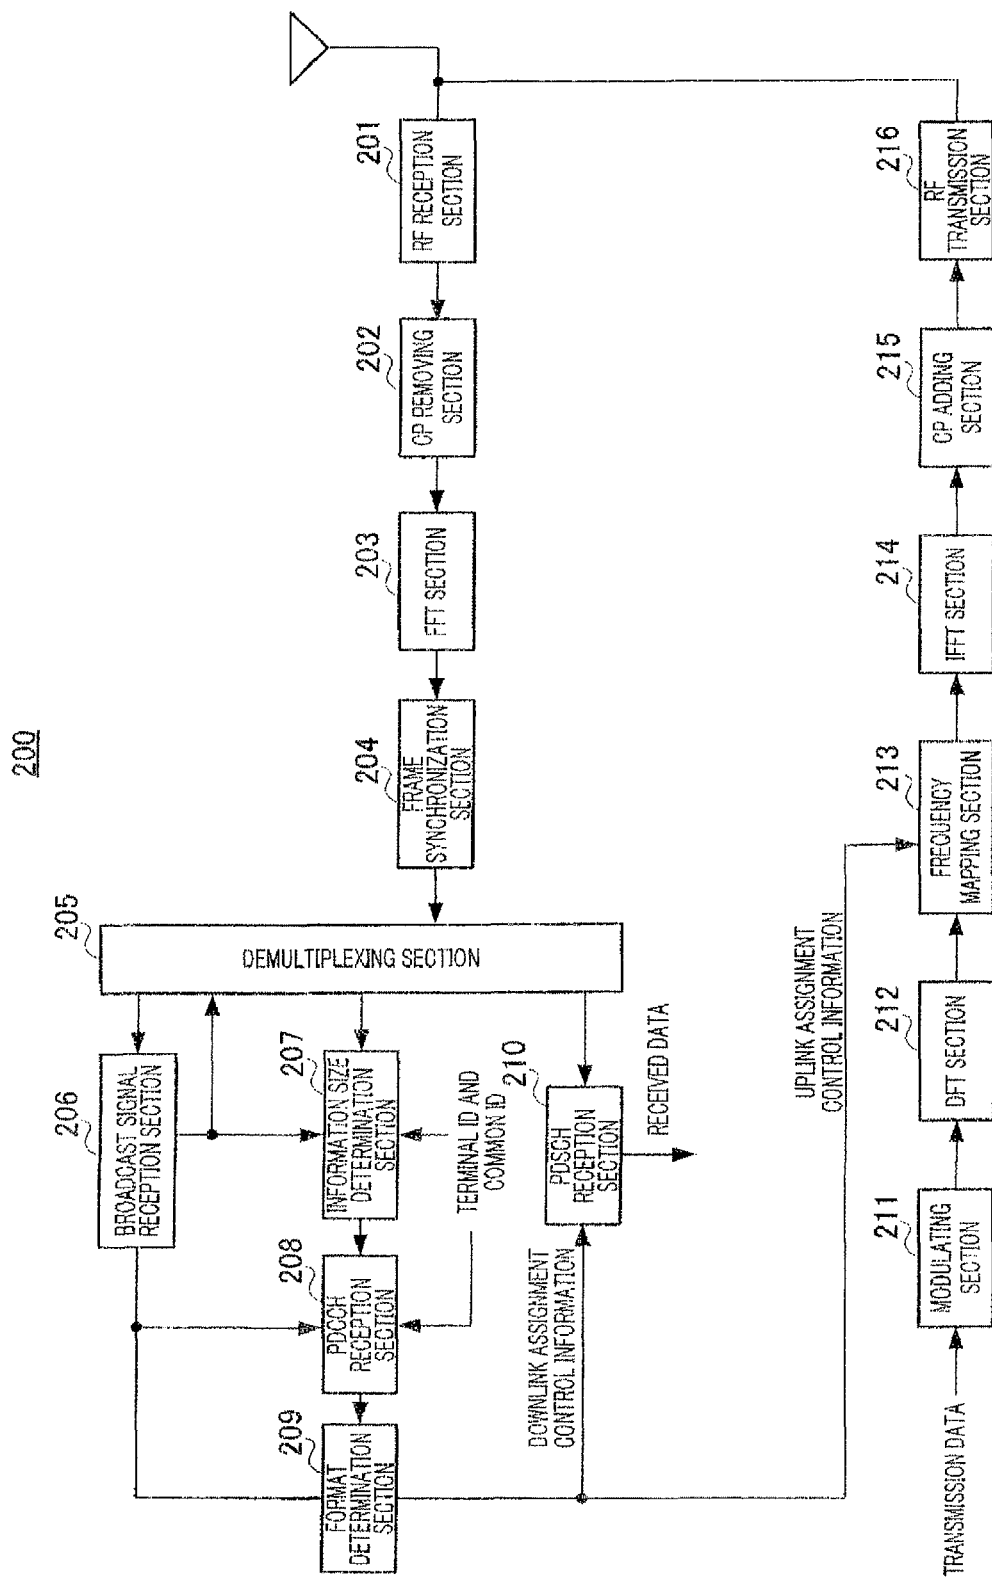 200
201
RF RECEPTION
SECTION
202
CP REMOVING
SECTION
203
FFT SECTION
204
FRAME
SYNCHRONIZATION
SECTION
205
DEMULTIPLEXING SECTION
206
BROADCAST SIGNAL
RECEPTION SECTION
207
INFORMATION SIZE
DETERMINATION
SECTION
208
PDCCH
RECEPTION
SECTION
209
FORMAT
DETERMINATION
SECTION
TERMINAL ID AND
COMMON ID
210
PDSCH
RECEPTION
SECTION
RECEIVED DATA
DOWNLINK ASSIGNMENT
CONTROL INFORMATION
UPLINK ASSIGNMENT
CONTROL INFORMATION
TRANSMISSION DATA
211
MODULATING
SECTION
212
DFT SECTION
213
FREQUENCY
MAPPING SECTION
214
IFFT SECTION
215
CP ADDING
SECTION
216
RF
TRANSMISSION
SECTION